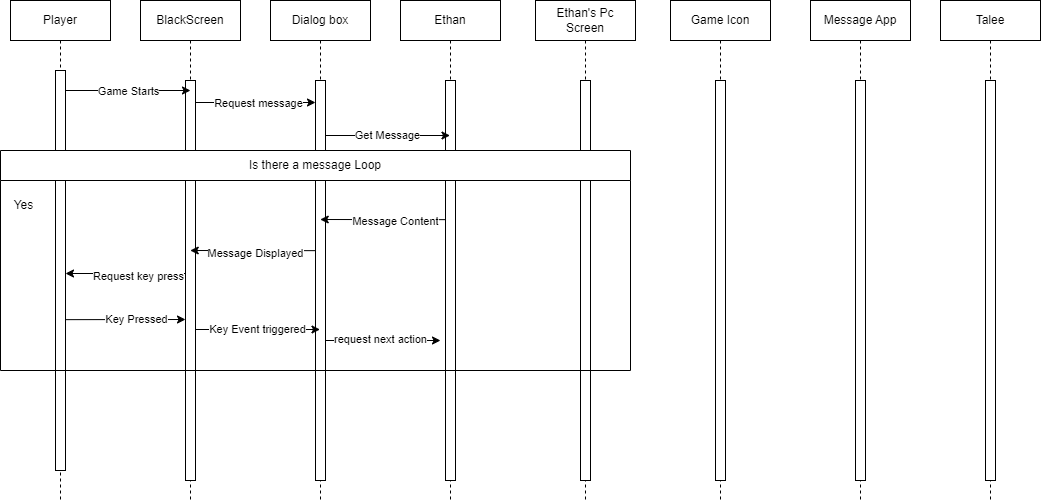 Player
BlackScreen
Dialog box
Ethan
Ethan's Pc
Screen
Game Icon
Message App
Talee
Game Starts
Request message
Get Message
Is there a message Loop
Yes
Message Content
Message Displayed
Request key press
Key Pressed
Key Event triggered
request next action